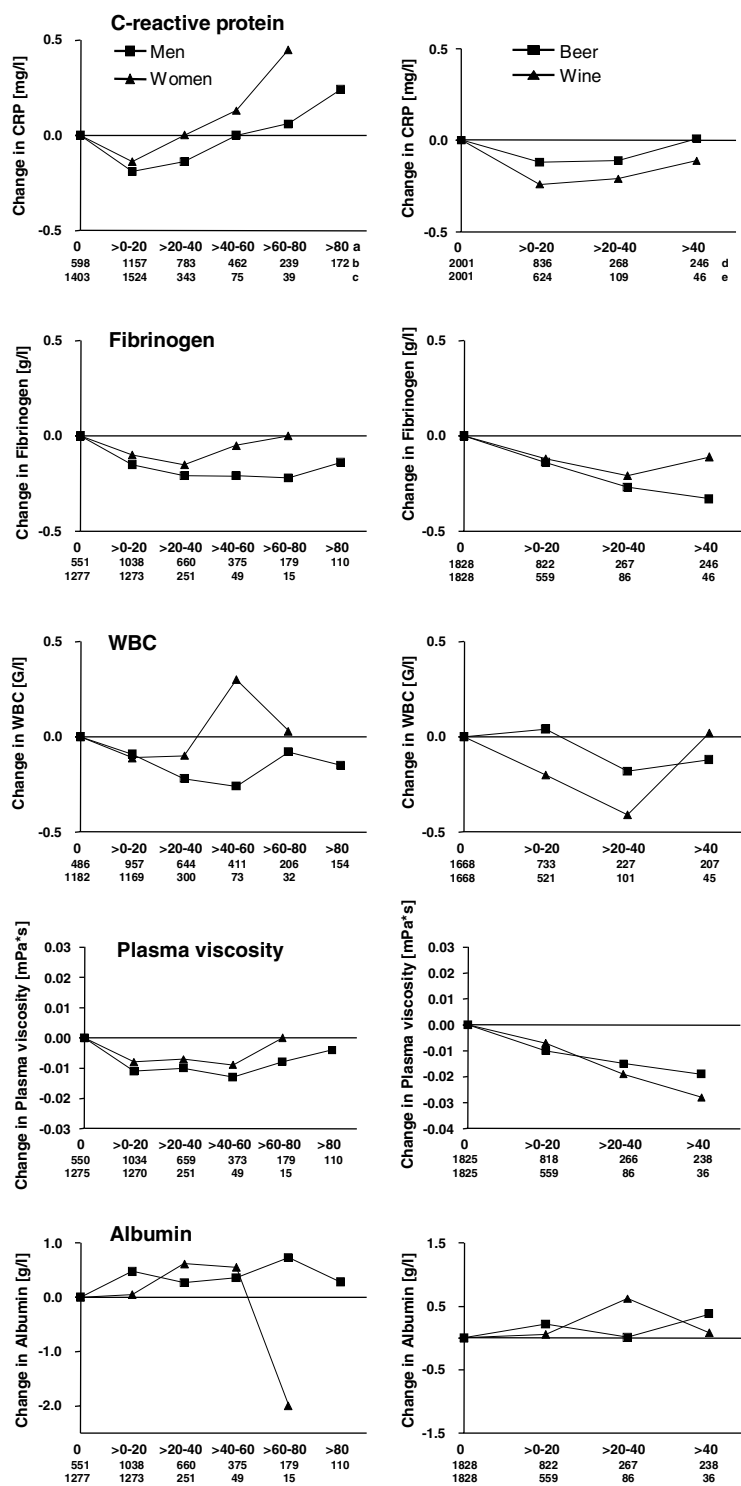 C-reactive protein
Men
Women
Change in CRP [mg/l]
0.5
0.0
-0.5
0 >0-20 >20-40 >40-60 >60-80 >80 a
598 1157 783 462 239 172 b
1403 1524 343 75 39 c
Beer
Wine
Change in CRP [mg/l]
0.5
0.0
-0.5
0 >0-20 >20-40 >40
2001 836 268 246 d
2001 624 109 46 e
Fibrinogen
Change in Fibrinogen [g/l]
0.5
0.0
-0.5
0 >0-20 >20-40 >40-60 >60-80 >80
551 1038 660 375 179 110
1277 1273 251 49 15
Change in Fibrinogen [g/l]
0.5
0.0
-0.5
0 >0-20 >20-40 >40
1828 822 267 246
1828 559 86 46
WBC
Change in WBC [G/l]
0.5
0.0
-0.5
0 >0-20 >20-40 >40-60 >60-80 >80
486 957 644 411 206 154
1182 1169 300 73 32
Change in WBC [G/l]
0.5
0.0
-0.5
0 >0-20 >20-40 >40
1668 733 227 207
1668 521 101 45
Plasma viscosity
Change in Plasma viscosity [mPa*s]
0.03
0.02
0.01
0.00
-0.01
-0.02
-0.03
0 >0-20 >20-40 >40-60 >60-80 >80
550 1034 659 373 179 110
1275 1270 251 49 15
Change in Plasma viscosity [mPa*s]
0.03
0.02
0.01
0.00
-0.01
-0.02
-0.03
-0.04
0 >0-20 >20-40 >40
1825 818 266 238
1825 559 86 36
Albumin
Change in Albumin [g/l]
1.0
0.0
-1.0
-2.0
0 >0-20 >20-40 >40-60 >60-80 >80
551 1038 660 375 179 110
1277 1273 251 49 15
Change in Albumin [g/l]
1.5
0.5
-0.5
-1.5
0 >0-20 >20-40 >40
1828 822 267 238
1828 559 86 36